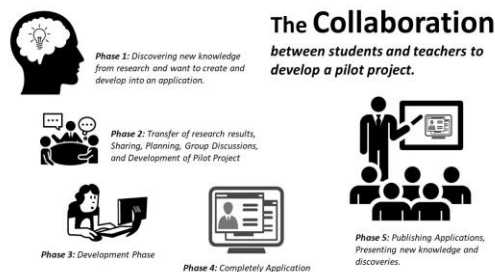 The Collaboration
between students and teachers to
develop a pilot project.
Phase 1: Discovering new knowledge
from research and want to create and
develop into an application.
Phase 2: Transfer of research results,
Sharing, Planning, Group Discussions,
and Development of Pilot Project
Phase 3: Development Phase
Phase 4: Completely Application
Phase 5: Publishing Applications,
Presenting new knowledge and
discoveries.